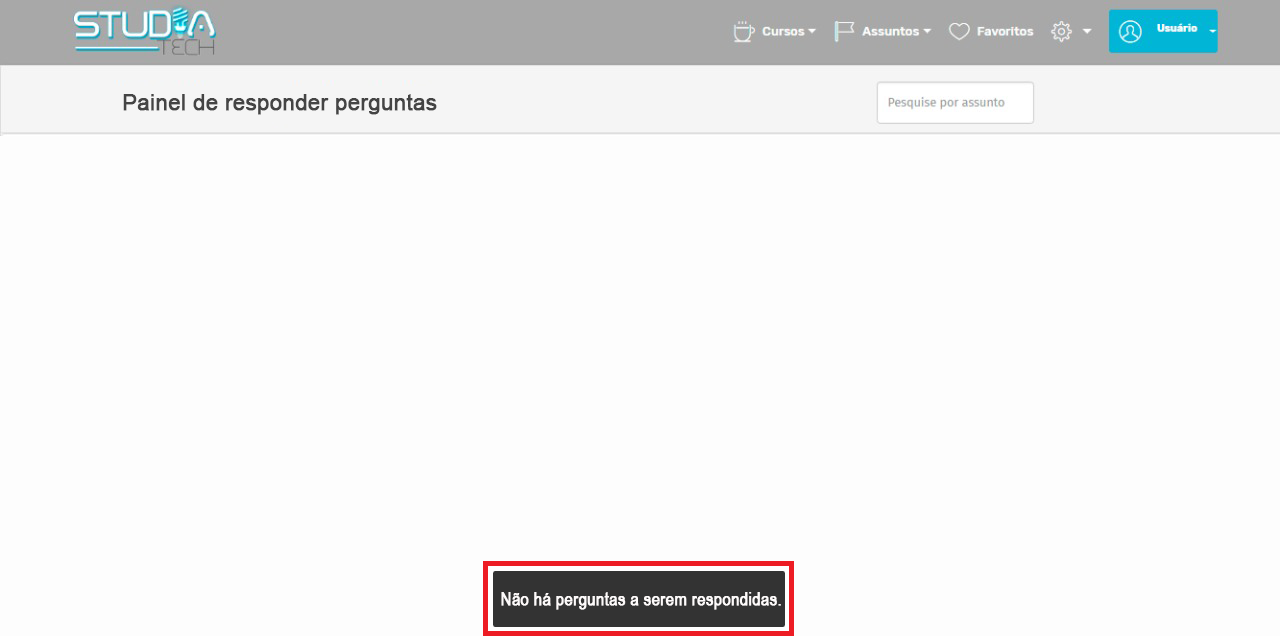 STUDIA TECH
Cursos Assuntos Favoritos Usuário
Painel de responder perguntas
Pesquise por assunto
Não há perguntas a serem respondidas.